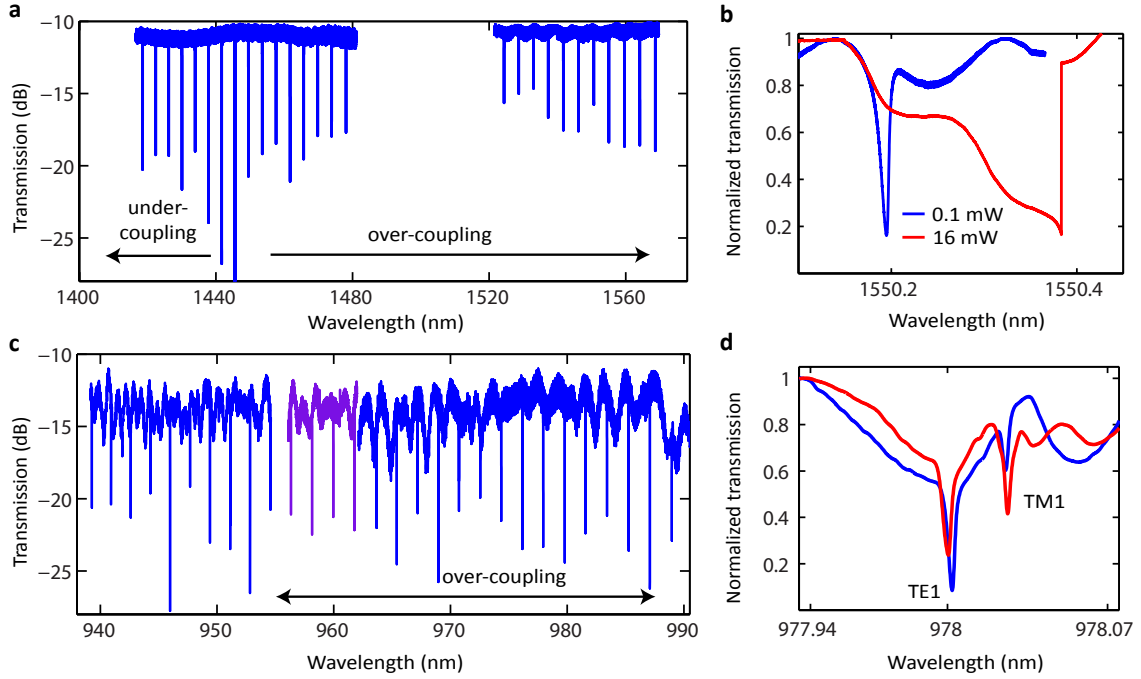 a
Transmission (dB)
−10
−15
−20
−25
under-
coupling
over-coupling
1400
1440
1480
1520
1560
Wavelength (nm)
b
Normalized transmission
1
0.8
0.6
0.4
0.2
0.1 mW
16 mW
1550.2
1550.4
Wavelength (nm)
c
Transmission (dB)
−10
−15
−20
−25
over-coupling
940
950
960
970
980
990
Wavelength (nm)
d
Normalized transmission
1
0.8
0.6
0.4
0.2
TE1
TM1
977.94
978
978.07
Wavelength (nm)